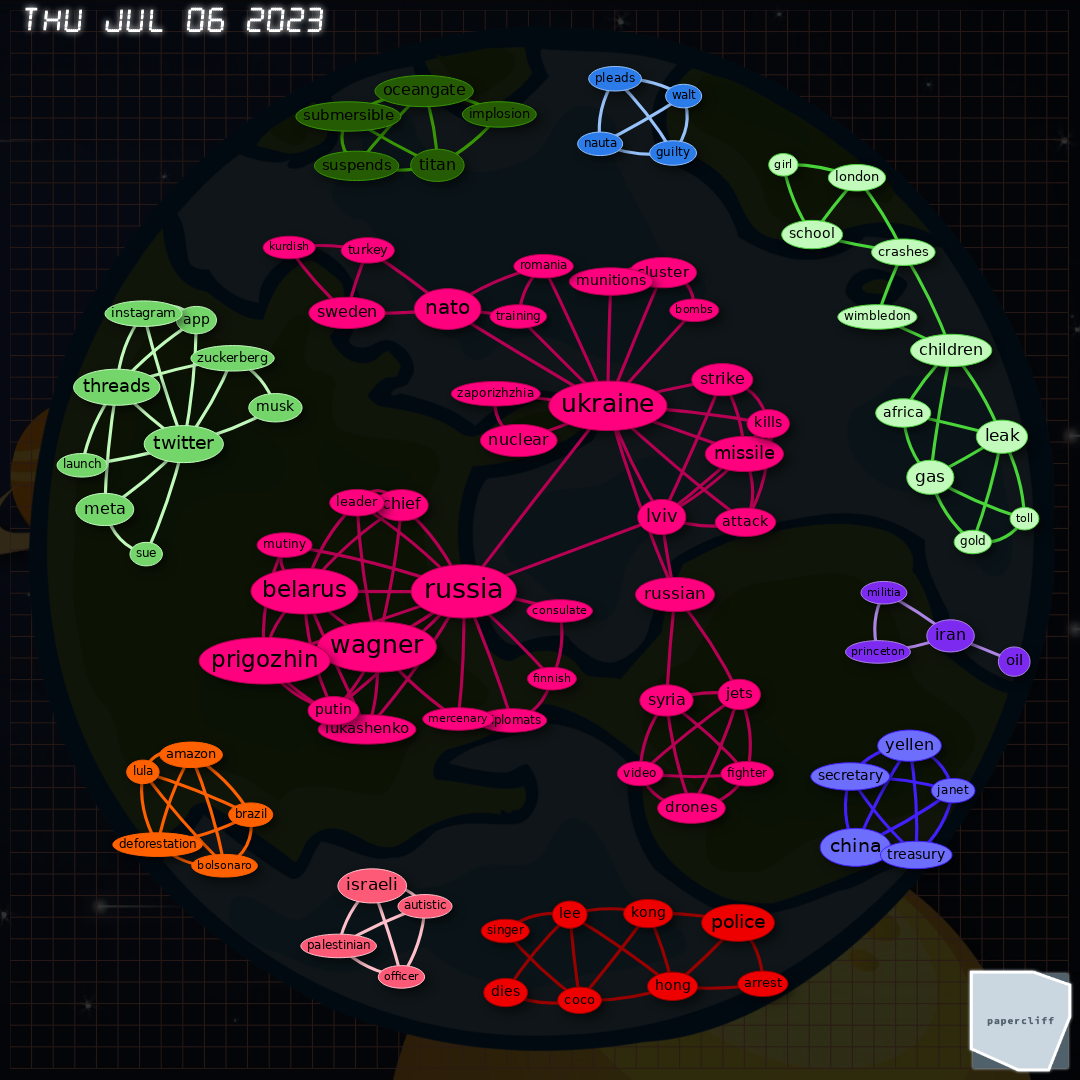 THU JUL 06 2023
oceangate
submersible
implosion
suspends
titan
pleads
walt
nauta
guilty
girl
london
school
crashes
wimbledon
children
africa
leak
gas
toll
gold
kurdish
turkey
sweden
nato
romania
training
munitions
cluster
bombs
zaporizhzhia
nuclear
ukraine
strike
kills
missile
lviv
attack
instagram
app
zuckerberg
threads
musk
twitter
launch
meta
sue
leader
chief
mutiny
belarus
russia
consulate
wagner
prigozhin
finnish
putin
lukashenko
mercenary
plomats
russian
syria
jets
video
fighter
drones
militia
princeton
iran
oil
yellen
secretary
janet
china
treasury
amazon
lula
brazil
deforestation
bolsonaro
israeli
autistic
palestinian
officer
singer
lee
kong
police
dies
coco
hong
arrest
papercliff